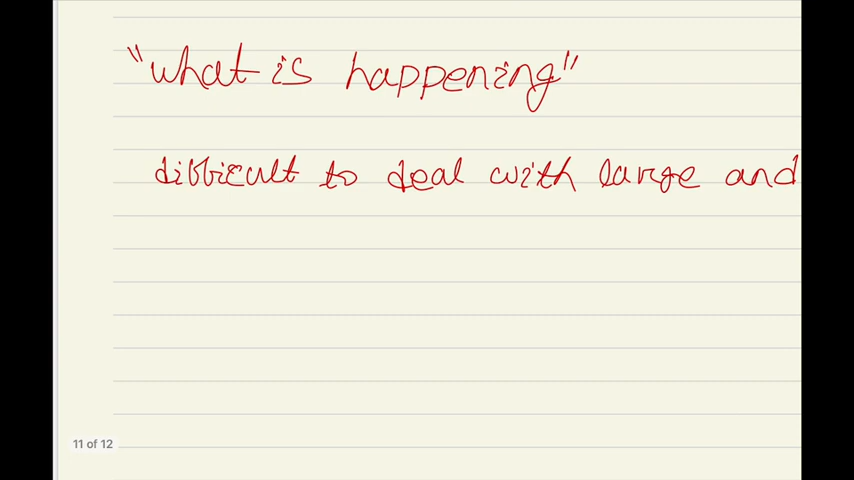 "what is happening"
difficult to deal with large and
11 of 12